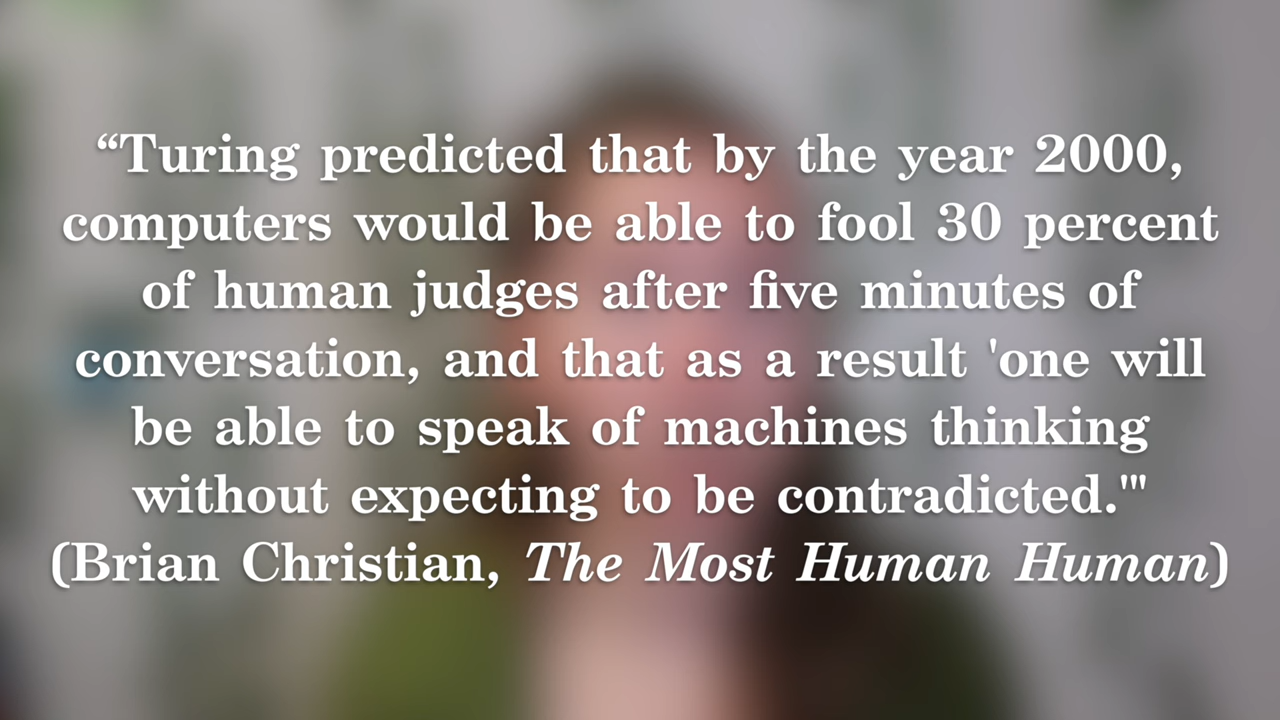 “Turing predicted that by the year 2000,
computers would be able to fool 30 percent
of human judges after five minutes of
conversation, and that as a result 'one will
be able to speak of machines thinking
without expecting to be contradicted.'"
(Brian Christian, The Most Human Human)